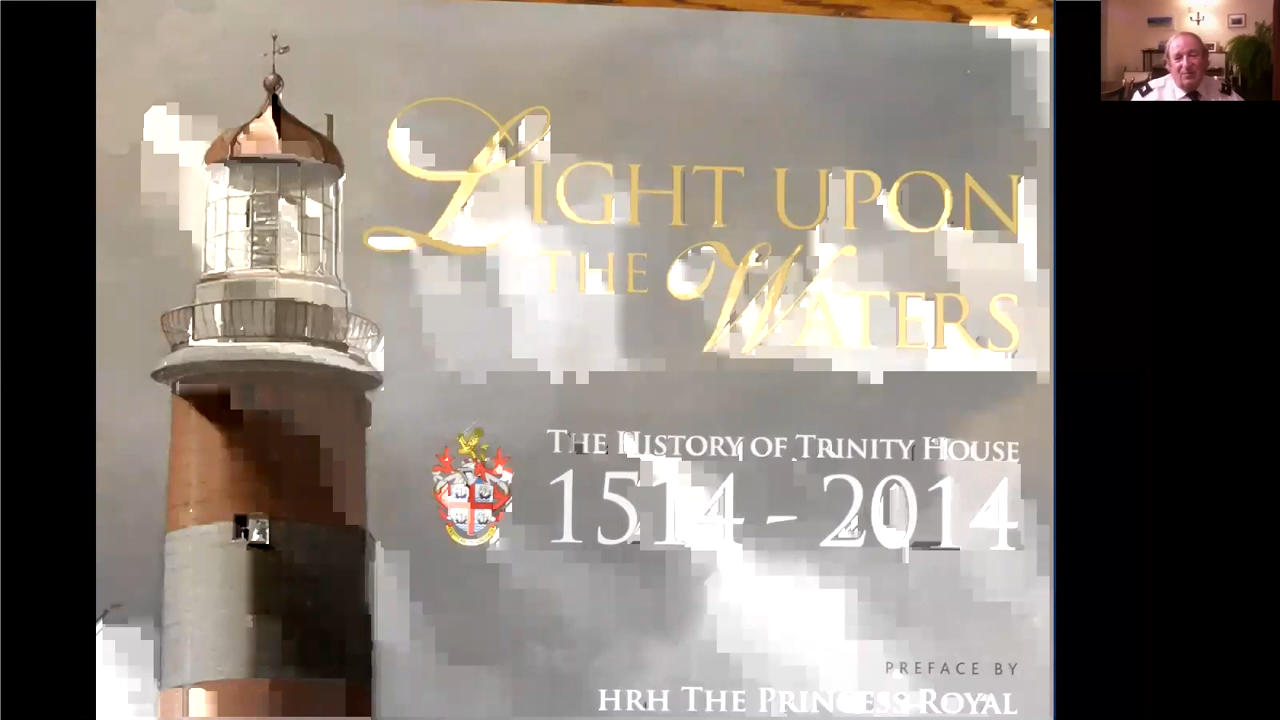 LIGHT UPON
THE WATERS
THE HISTORY OF TRINITY HOUSE
1514 - 2014
PREFACE BY
HRH THE PRINCESS ROYAL